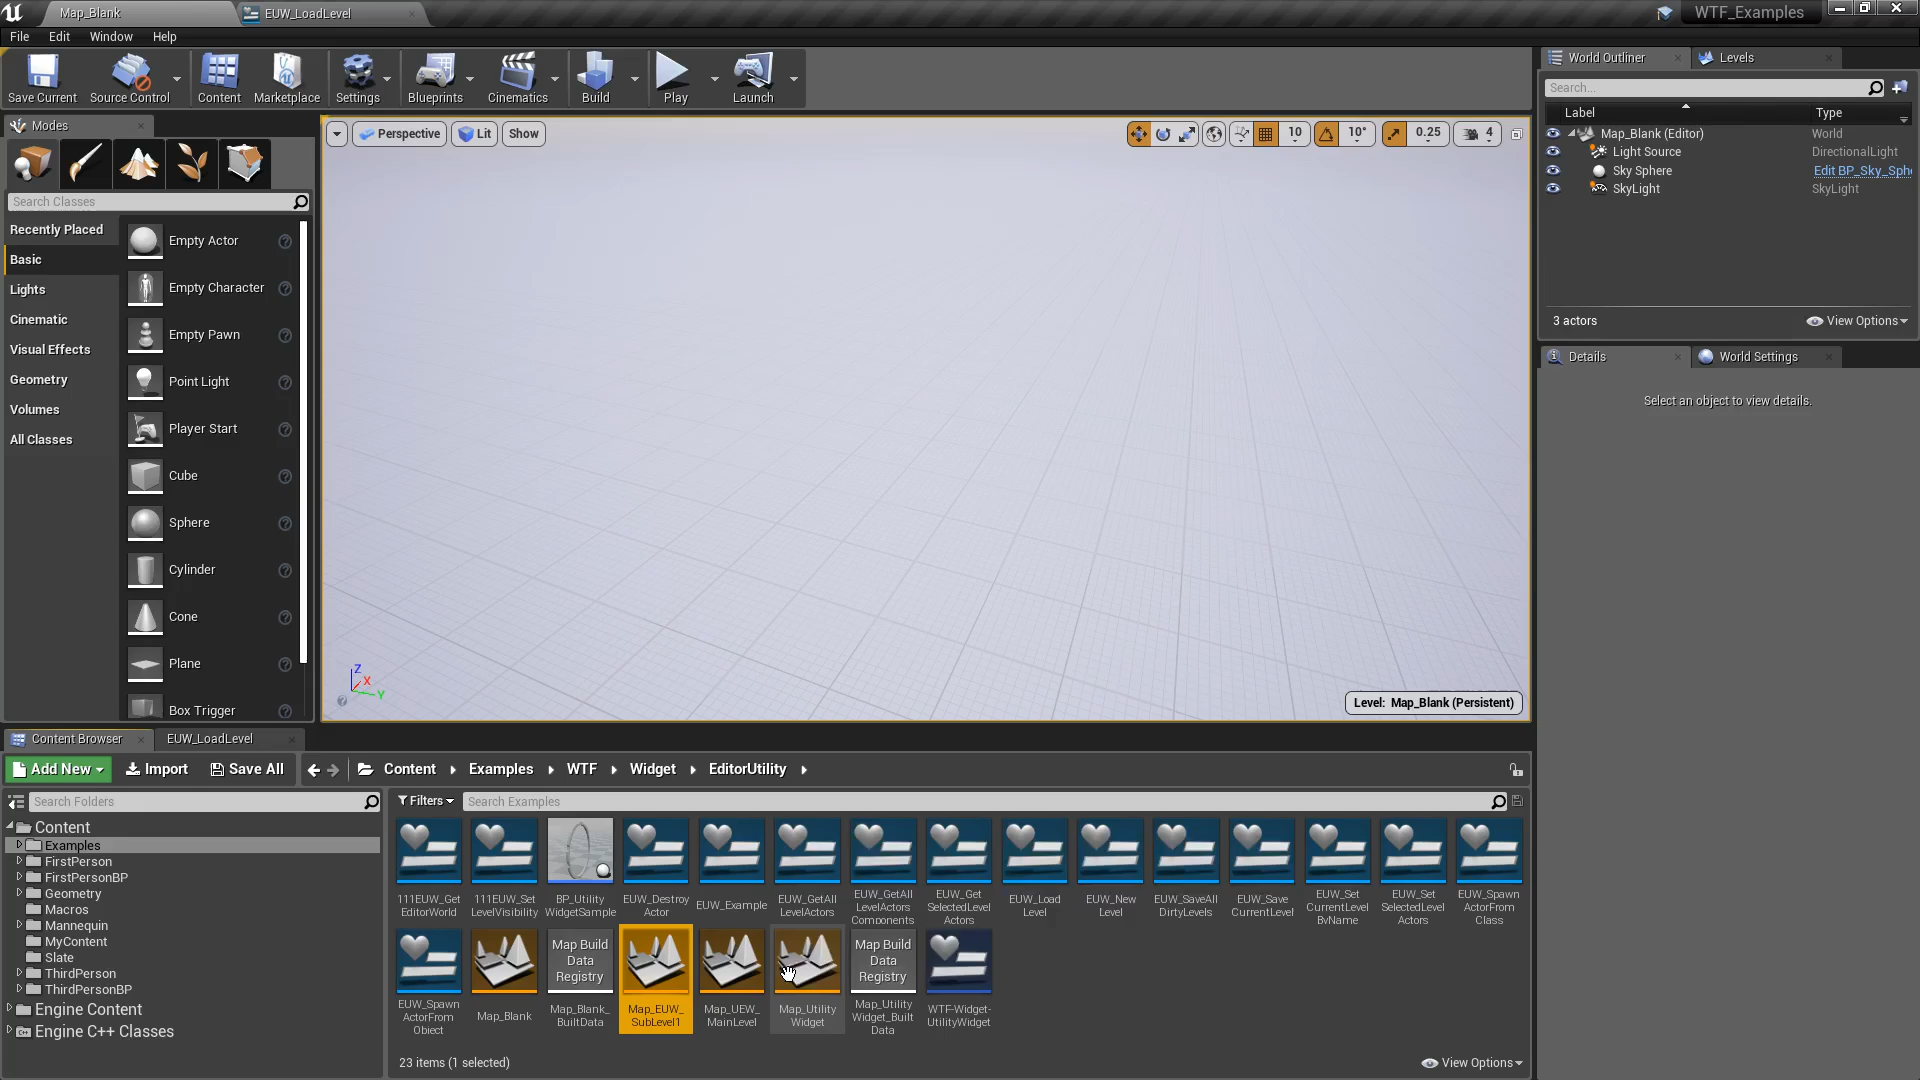 Map_Blank
EUW_LoadLevel
WTF_Examples
File Edit Window Help
Save Current
Source Control
Content
Marketplace
Settings
Blueprints
Cinematics
Build
Play
Launch
Modes
Search Classes
Recently Placed
Basic
Lights
Cinematic
Visual Effects
Geometry
Volumes
All Classes
Empty Actor
Empty Character
Empty Pawn
Point Light
Player Start
Cube
Sphere
Cylinder
Cone
Plane
Box Trigger
Perspective
Lit
Show
10
10°
0.25
4
Z
X
Y
Level: Map_Blank (Persistent)
World Outliner
Levels
Search...
Label
Type
Map_Blank (Editor)
World
Light Source
DirectionalLight
Sky Sphere
Edit BP_Sky_Sph
SkyLight
SkyLight
3 actors
View Options
Details
World Settings
Select an object to view details.
Content Browser
EUW_LoadLevel
Add New
Import
Save All
Content
Examples
WTF
Widget
EditorUtility
Search Folders
Filters
Search Examples
Content
Examples
FirstPerson
FirstPersonBP
Geometry
Macros
Mannequin
MyContent
Slate
ThirdPerson
ThirdPersonBP
Engine Content
Engine C++ Classes
111EUW_Get
EditorWorld
111EUW_Set
LevelVisibility
BP_Utility
WidgetSample
EUW_Destroy
Actor
EUW_Example
EUW_GetAll
LevelActors
EUW_GetAll
LevelActors
Components
EUW_Get
SelectedLevel
Actors
EUW_Load
Level
EUW_New
Level
EUW_SaveAll
DirtyLevels
EUW_Save
CurrentLevel
EUW_Set
CurrentLevel
ByName
EUW_Set
SelectedLevel
Actors
EUW_Spawn
ActorFrom
Class
EUW_Spawn
ActorFrom
Object
Map_Blank
Map Build
Data
Registry
Map_Blank_
BuiltData
Map_EUW_
SubLevel1
Map_UEW_
MainLevel
Map_Utility
Widget
Map Build
Data
Registry
Map_Utility
Widget_Built
Data
WTF-Widget-
UtilityWidget
23 items (1 selected)
View Options